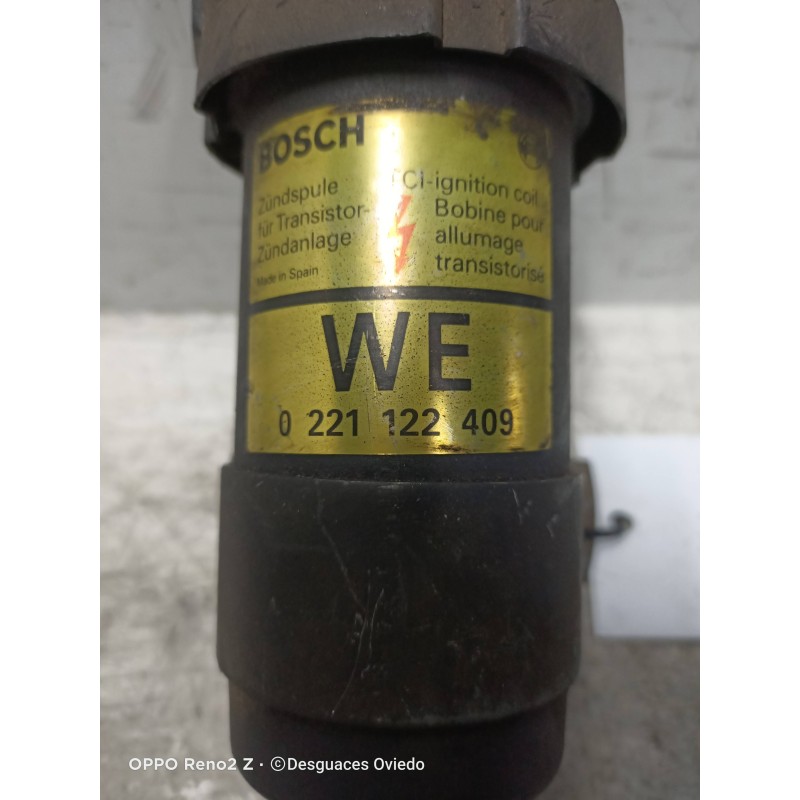 BOSCH
Zündspule
für Transistor-
Zündanlage
Made in Spain
TCI-ignition coil
Bobine pour
allumage
transistorisé
WE
0 221 122 409
OPPO Reno2 Z · ©Desguaces Oviedo